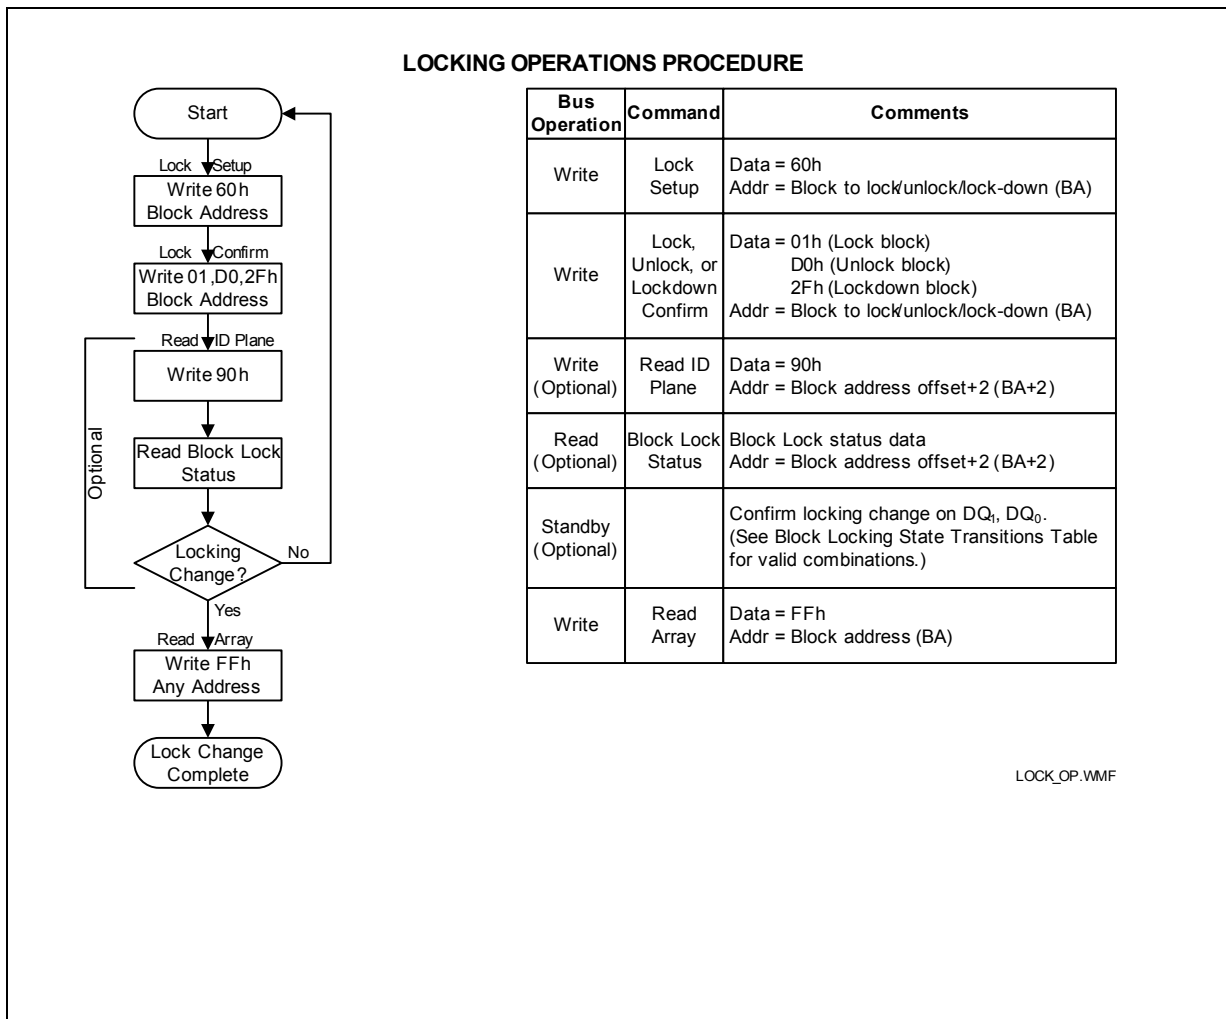 LOCKING OPERATIONS PROCEDURE
Start
Lock Setup
Write 60h
Block Address
Lock Confirm
Write 01,D0,2Fh
Block Address
Read ID Plane
Write 90h
Optional
Read Block Lock
Status
Locking
Change?
No
Yes
Read Array
Write FFh
Any Address
Lock Change
Complete
Bus
Operation
Command
Comments
Write
Lock
Setup
Data = 60h
Addr = Block to lock/unlock/lock-down (BA)
Write
Lock,
Unlock, or
Lockdown
Confirm
Data = 01h (Lock block)
D0h (Unlock block)
2Fh (Lockdown block)
Addr = Block to lock/unlock/lock-down (BA)
Write
(Optional)
Read ID
Plane
Data = 90h
Addr = Block address offset+2 (BA+2)
Read
(Optional)
Block Lock
Status
Block Lock status data
Addr = Block address offset+2 (BA+2)
Standby
(Optional)
Confirm locking change on DQ₁, DQ₀.
(See Block Locking State Transitions Table
for valid combinations.)
Write
Read
Array
Data = FFh
Addr = Block address (BA)
LOCK_OP.WMF